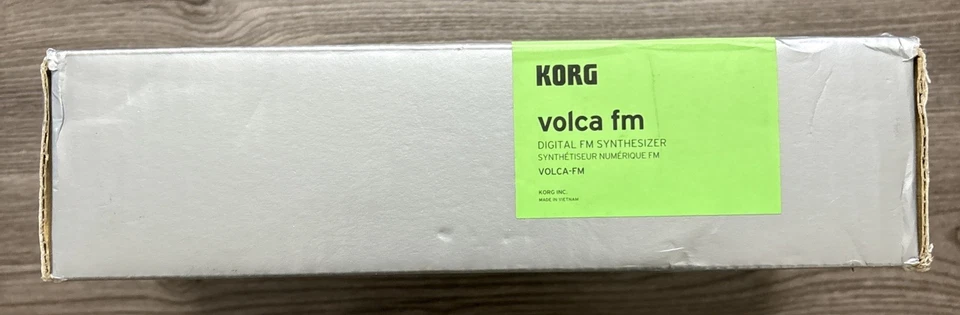 KORG
volca fm
DIGITAL FM SYNTHESIZER
SYNTHÉTISEUR NUMÉRIQUE FM
VOLCA-FM
KORG INC.
MADE IN VIETNAM